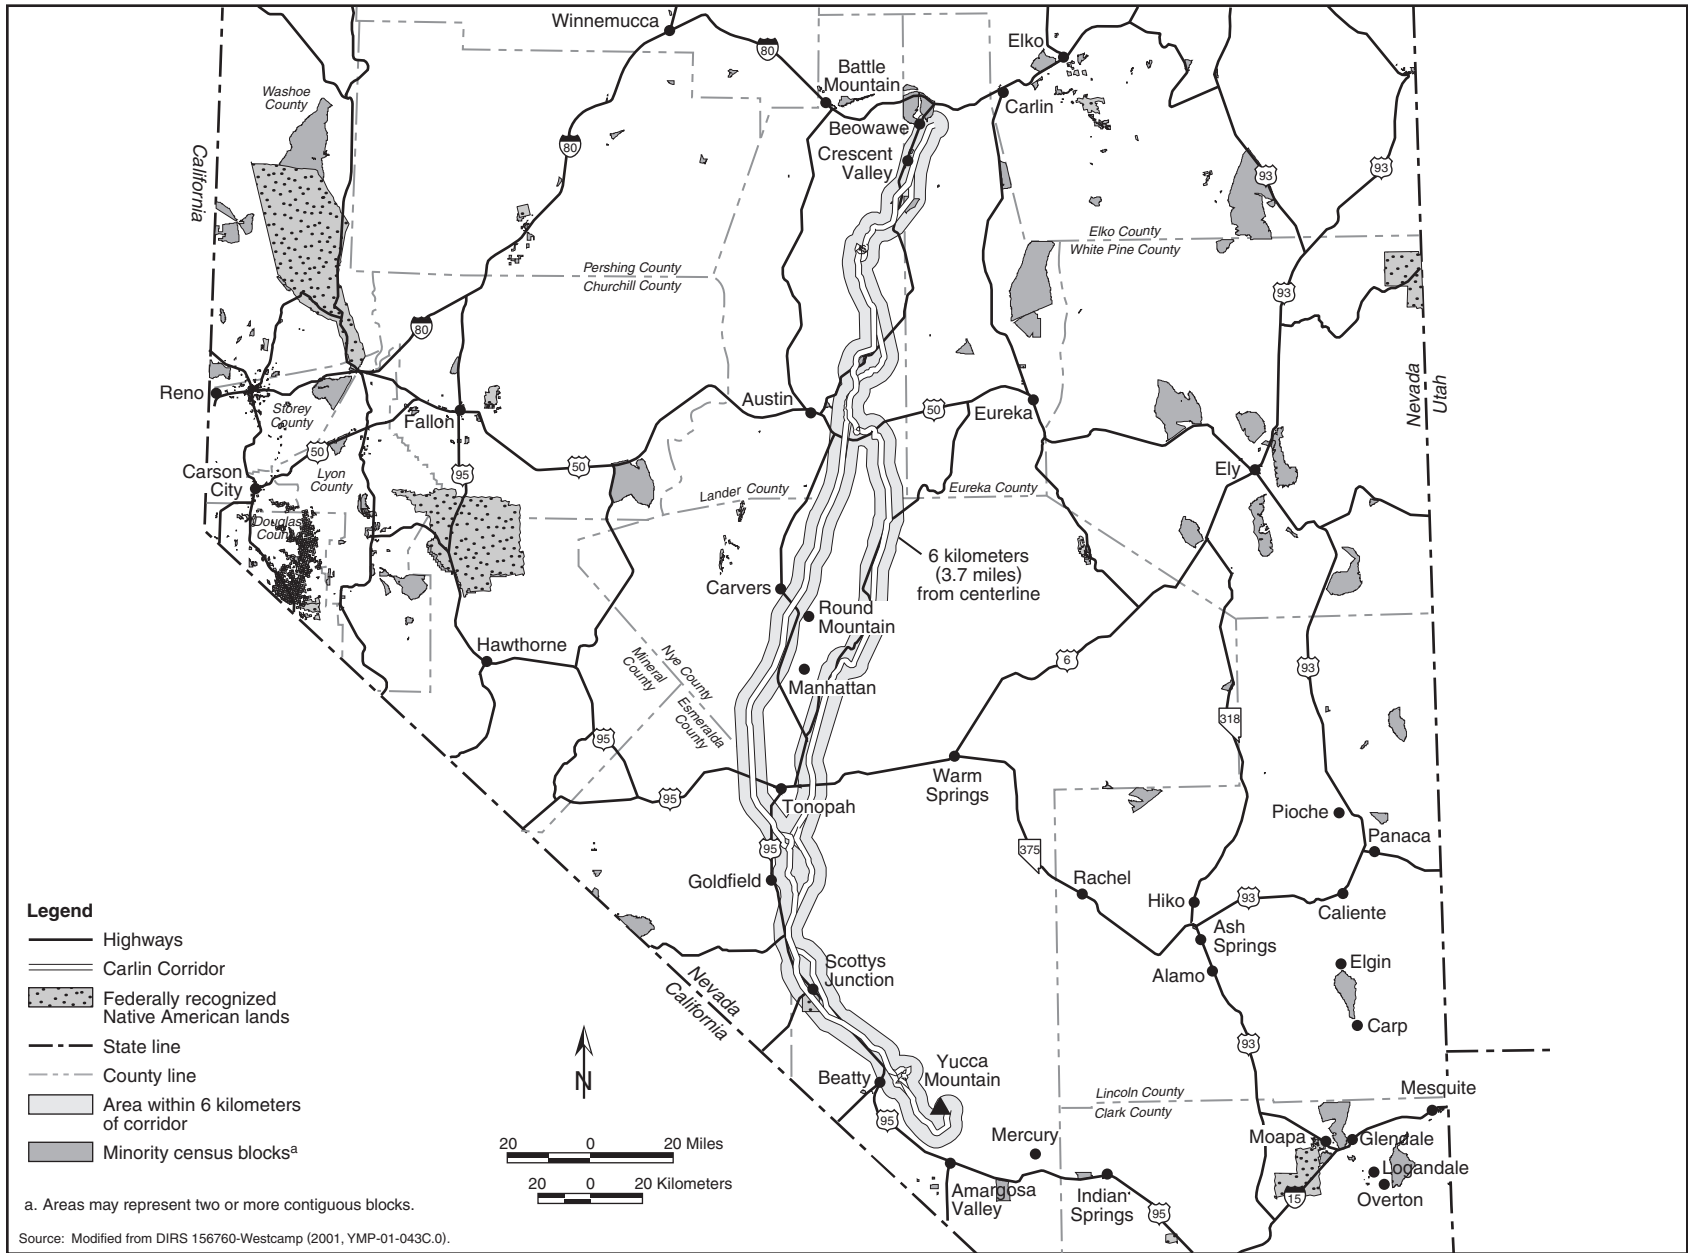 Winnemucca
80
Elko
Battle
Mountain
Carlin
Washoe
County
Beowawe
80
Crescent
Valley
California
93
93
Elko County
White Pine County
Pershing County
Churchill County
93
80
Nevada
Utah
Reno
Storey
County
Fallon
Austin
50
Eureka
50
Lyon
County
95
50
Carson
City
Ely
Lander County
Eureka County
Douglas
County
6 kilometers
(3.7 miles)
from centerline
Carvers
Round
Mountain
Hawthorne
Nye County
Mineral
County
Esmeralda
County
Manhattan
6
93
318
95
Warm
Springs
95
Tonopah
Pioche
Panaca
95
375
Goldfield
Rachel
Hiko
93
Caliente
Ash
Springs
Alamo
Elgin
Carp
Scottys
Junction
Nevada
California
93
Yucca
Mountain
Beatty
95
Lincoln County
Clark County
Mesquite
Mercury
Moapa
Glendale
Logandale
Overton
15
Amargosa
Valley
Indian
Springs
95
Legend
Highways
Carlin Corridor
Federally recognized
Native American lands
State line
County line
Area within 6 kilometers
of corridor
Minority census blocksa
N
20 0 20 Miles
20 0 20 Kilometers
a. Areas may represent two or more contiguous blocks.
Source: Modified from DIRS 156760-Westcamp (2001, YMP-01-043C.0).